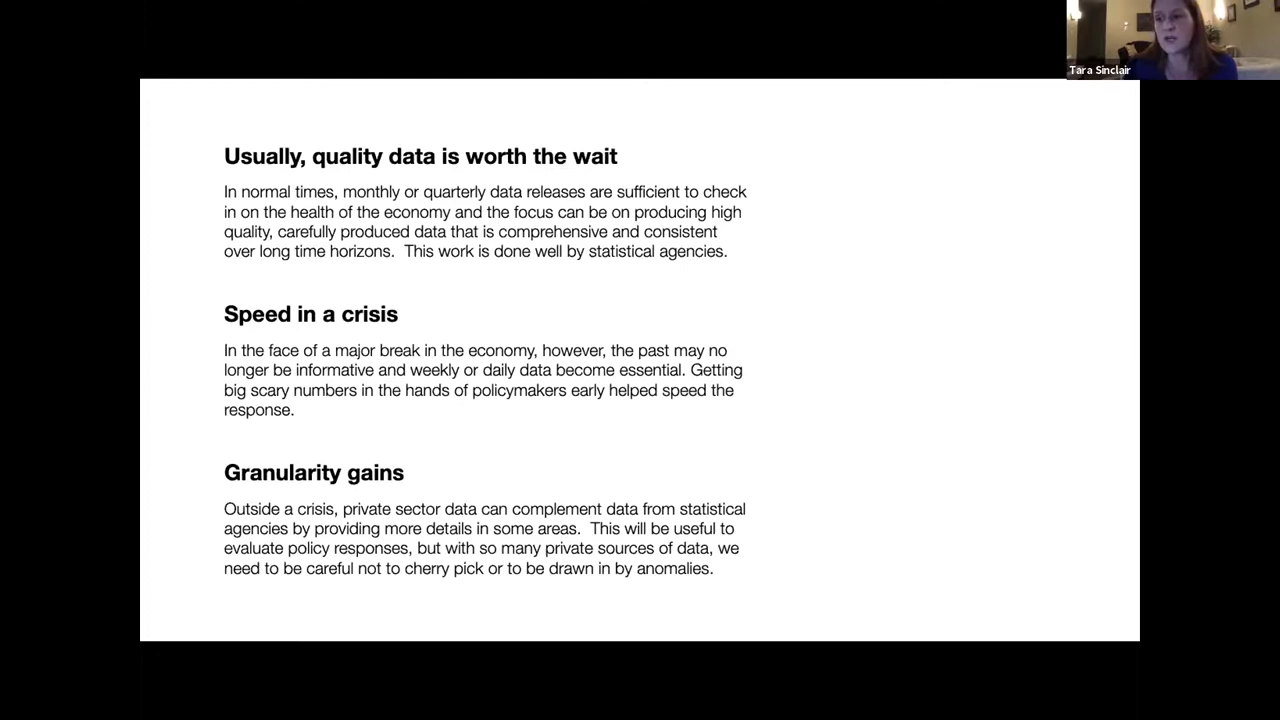 Tara Sinclair
Usually, quality data is worth the wait
In normal times, monthly or quarterly data releases are sufficient to check
in on the health of the economy and the focus can be on producing high
quality, carefully produced data that is comprehensive and consistent
over long time horizons.  This work is done well by statistical agencies.
Speed in a crisis
In the face of a major break in the economy, however, the past may no
longer be informative and weekly or daily data become essential. Getting
big scary numbers in the hands of policymakers early helped speed the
response.
Granularity gains
Outside a crisis, private sector data can complement data from statistical
agencies by providing more details in some areas.  This will be useful to
evaluate policy responses, but with so many private sources of data, we
need to be careful not to cherry pick or to be drawn in by anomalies.